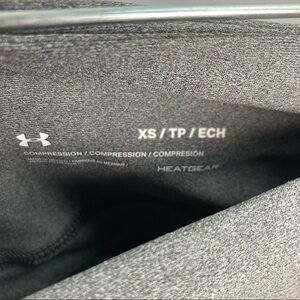 XS / TP / ECH
COMPRESSION / COMPRESSION / COMPRESIÓN
HEATGEAR